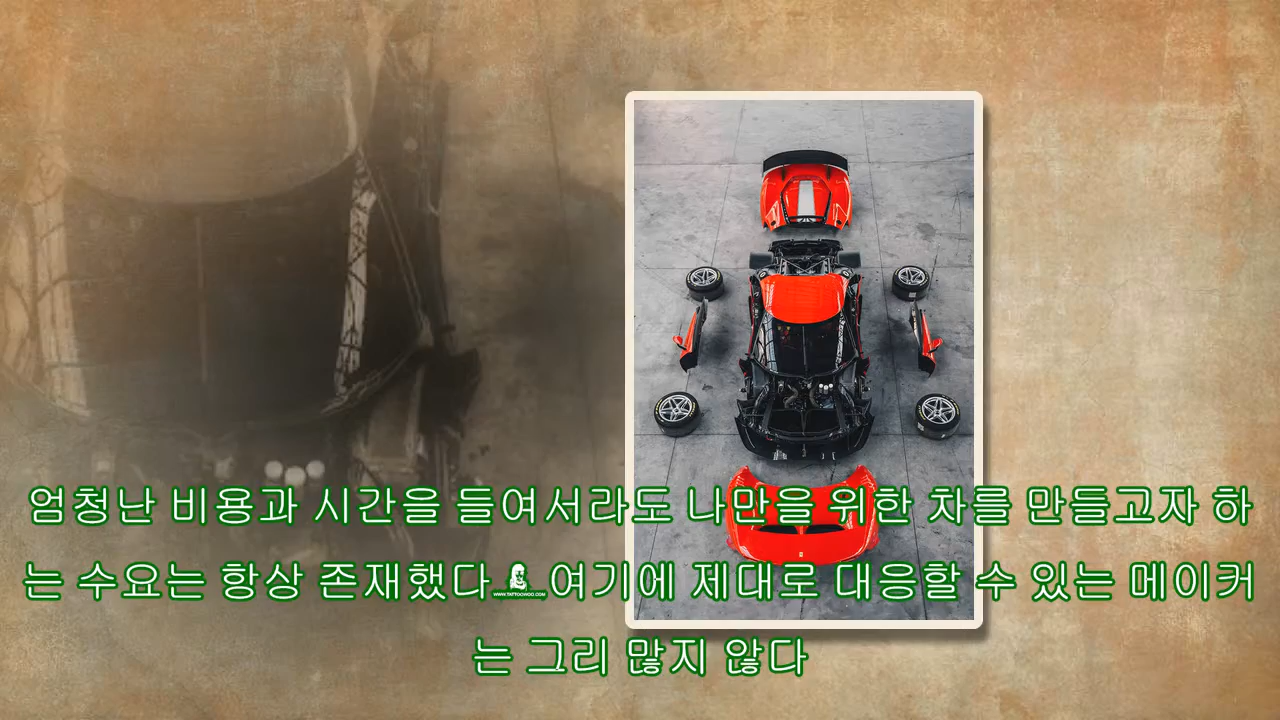 엄청난 비용과 시간을 들여서라도 나만을 위한 차를 만들고자 하
는 수요는 항상 존재했다 여기에 제대로 대응할 수 있는 메이커
WWW.TATTOOWOO.COM
는 그리 많지 않다